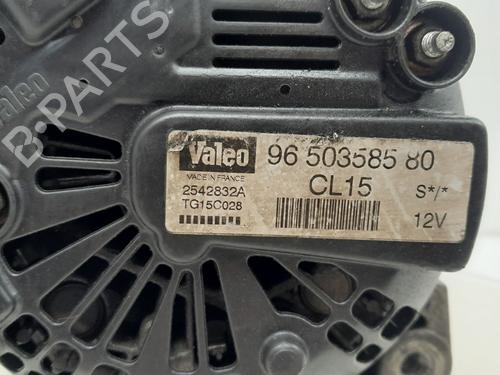 Valeo
B-PARTS
Valeo
96 503585 80
MADE IN FRANCE
CL15
S*/*
2542832A
TG15C028
12V